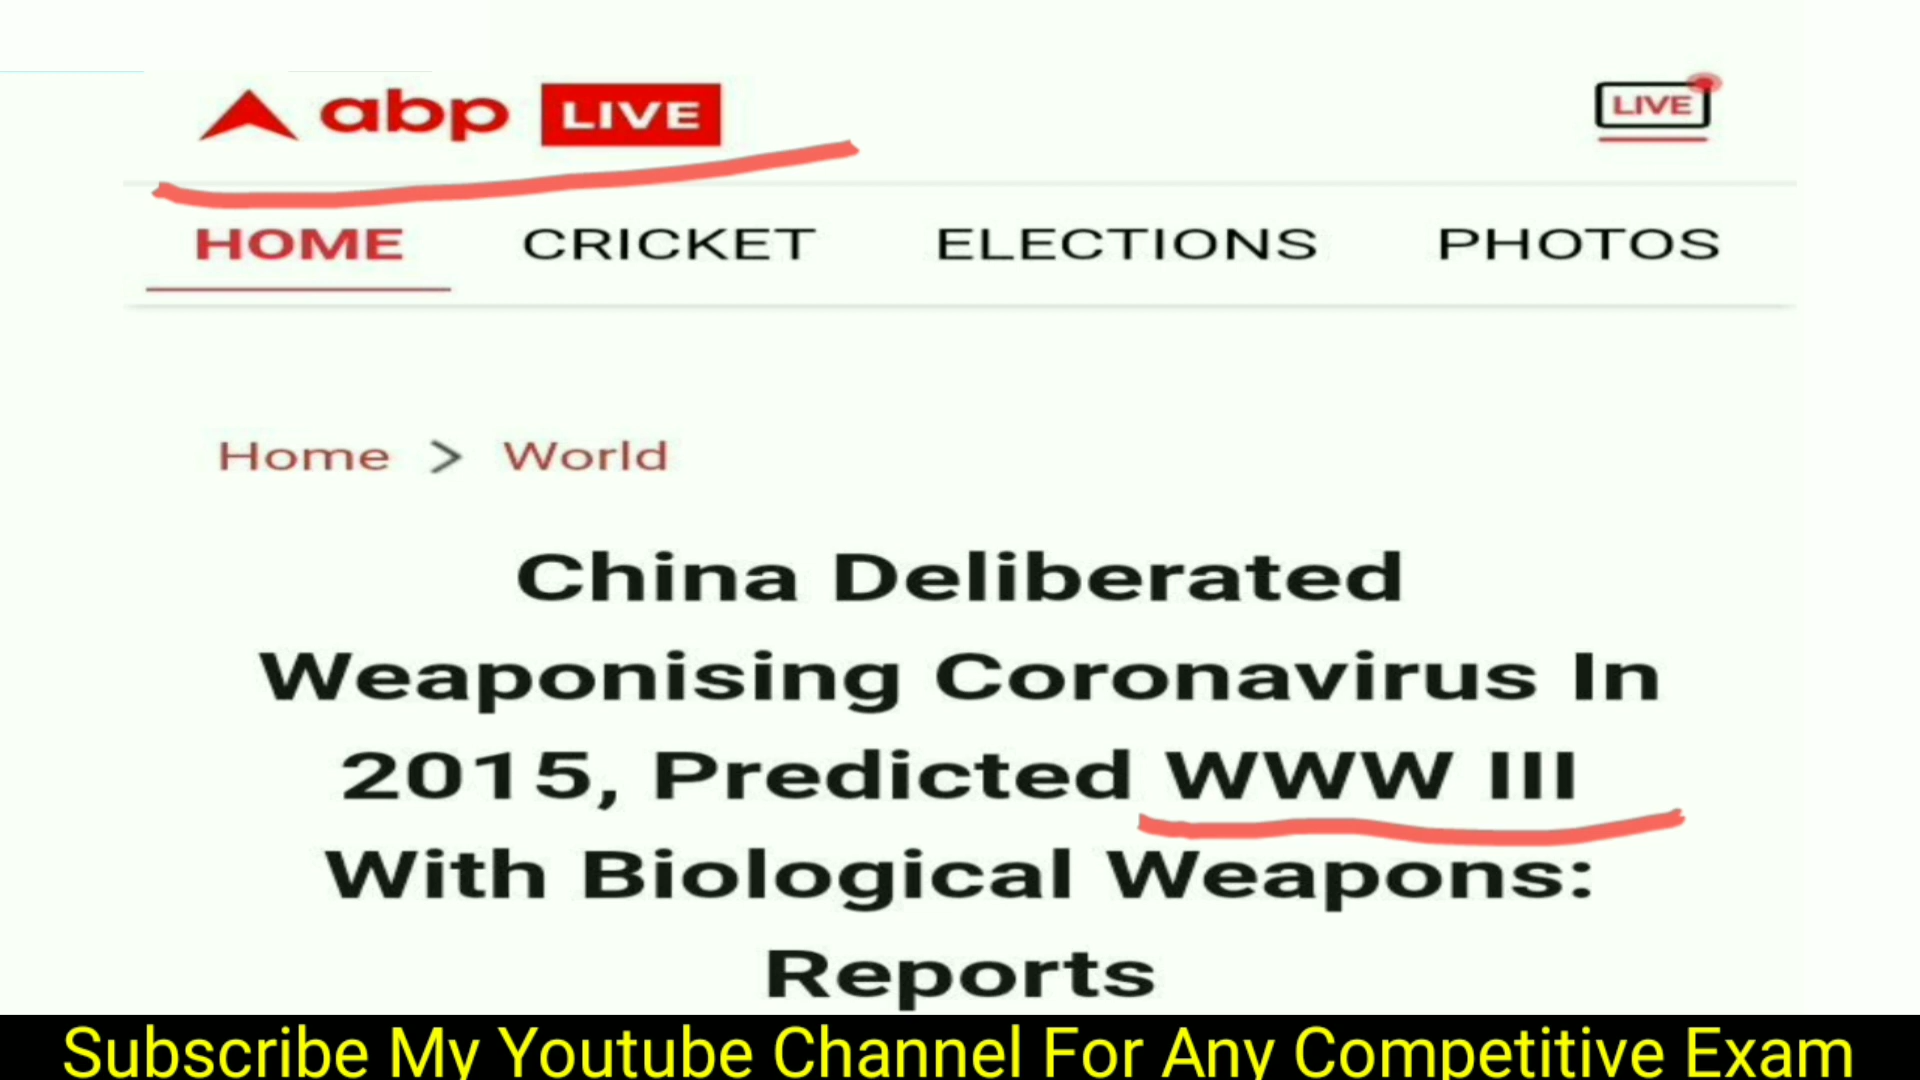 abp LIVE
LIVE
HOME CRICKET ELECTIONS PHOTOS
Home > World
China Deliberated
Weaponising Coronavirus In
2015, Predicted WWW III
With Biological Weapons:
Reports
Subscribe My Youtube Channel For Any Competitive Exam